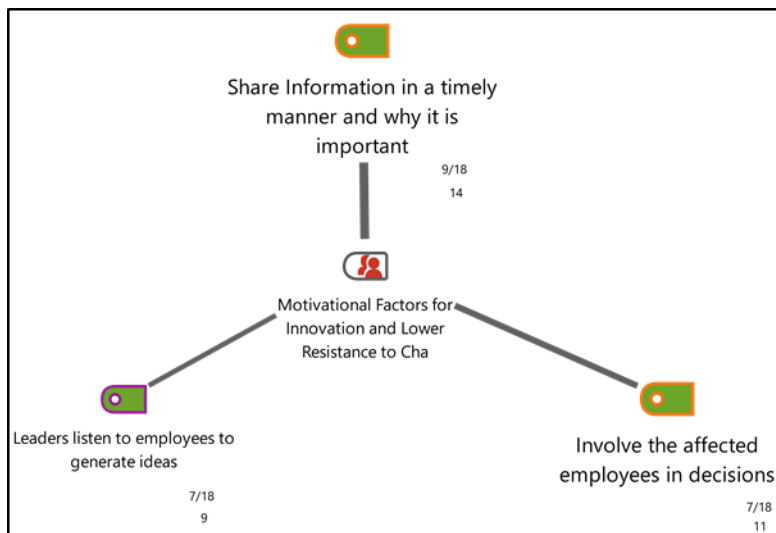 Share Information in a timely
manner and why it is
important
9/18
14
Motivational Factors for
Innovation and Lower
Resistance to Cha
Leaders listen to employees to
generate ideas
7/18
9
Involve the affected
employees in decisions
7/18
11